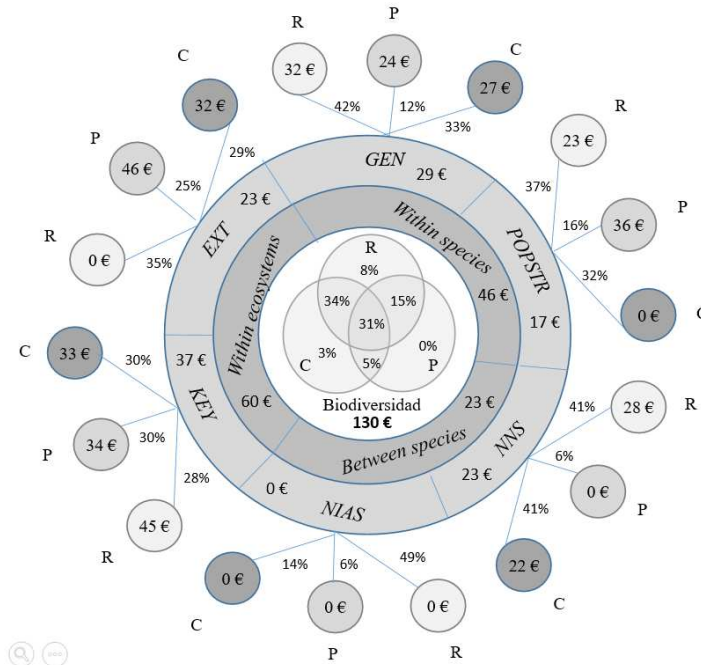 P
R
24 €
C
32 €
27 €
C
42%
12%
33%
R
32 €
23 €
P
29%
GEN
37%
46 €
25%
29 €
P
23 €
16%
36 €
R
EXT
Within species
POPSTR
0 €
35%
32%
R
8%
Within ecosystems
34%
15%
46 €
0 €
C
31%
17 €
33 €
30%
37 €
3%
0%
C
5%
P
KEY
60 €
Biodiversidad
130 €
23 €
41%
28 €
R
P
34 €
30%
Between species
NNS
6%
0 €
28%
0 €
23 €
P
NIAS
41%
R
45 €
22 €
49%
C
0 €
14%
6%
C
0 €
0 €
P
R